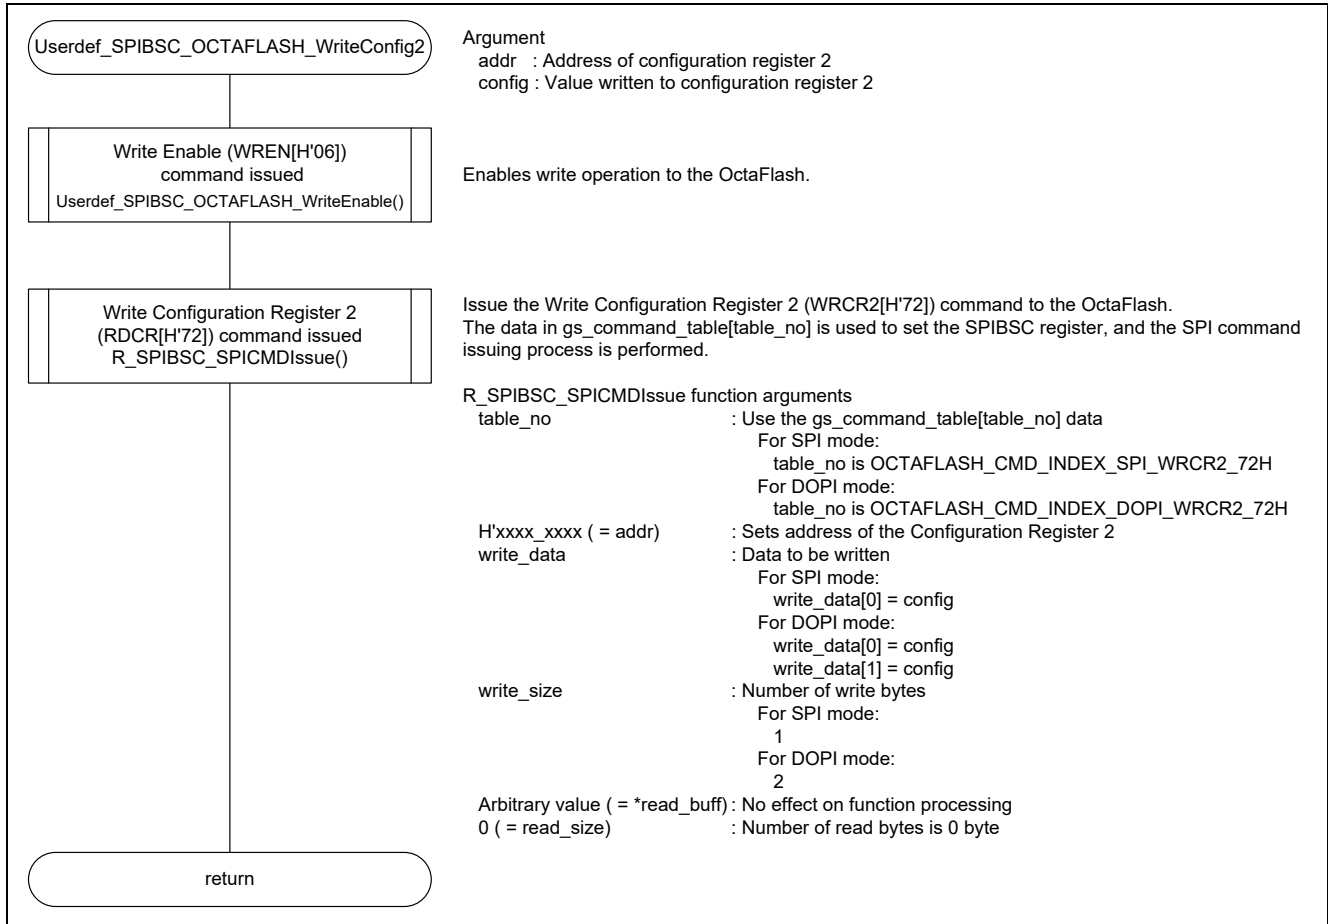 Userdef_SPIBSC_OCTAFLASH_WriteConfig2
Argument
addr : Address of configuration register 2
config : Value written to configuration register 2
Write Enable (WREN[H'06])
command issued
Userdef_SPIBSC_OCTAFLASH_WriteEnable()
Enables write operation to the OctaFlash.
Write Configuration Register 2
(RDCR[H'72]) command issued
R_SPIBSC_SPICMDIssue()
Issue the Write Configuration Register 2 (WRCR2[H'72]) command to the OctaFlash.
The data in gs_command_table[table_no] is used to set the SPIBSC register, and the SPI command
issuing process is performed.
R_SPIBSC_SPICMDIssue function arguments
table_no : Use the gs_command_table[table_no] data
For SPI mode:
table_no is OCTAFLASH_CMD_INDEX_SPI_WRCR2_72H
For DOPI mode:
table_no is OCTAFLASH_CMD_INDEX_DOPI_WRCR2_72H
H'xxxx_xxxx ( = addr) : Sets address of the Configuration Register 2
write_data : Data to be written
For SPI mode:
write_data[0] = config
For DOPI mode:
write_data[0] = config
write_data[1] = config
write_size : Number of write bytes
For SPI mode:
1
For DOPI mode:
2
Arbitrary value ( = *read_buff) : No effect on function processing
0 ( = read_size) : Number of read bytes is 0 byte
return